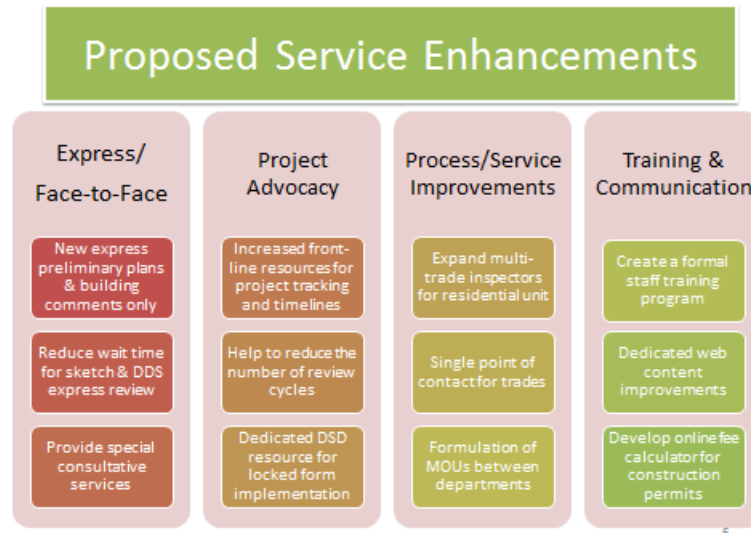 Proposed Service Enhancements
Express/
Face-to-Face
New express
preliminary plans
& building
comments only
Reduce wait time
for sketch & DDS
express review
Provide special
consultative
services
Project
Advocacy
Increased front-
line resources for
project tracking
and timelines
Help to reduce the
number of review
cycles
Dedicated DSD
resource for
locked form
implementation
Process/Service
Improvements
Expand multi-
trade inspectors
for residential unit
Single point of
contact for trades
Formulation of
MOUs between
departments
Training &
Communication
Create a formal
staff training
program
Dedicated web
content
improvements
Develop online fee
calculator for
construction
permits